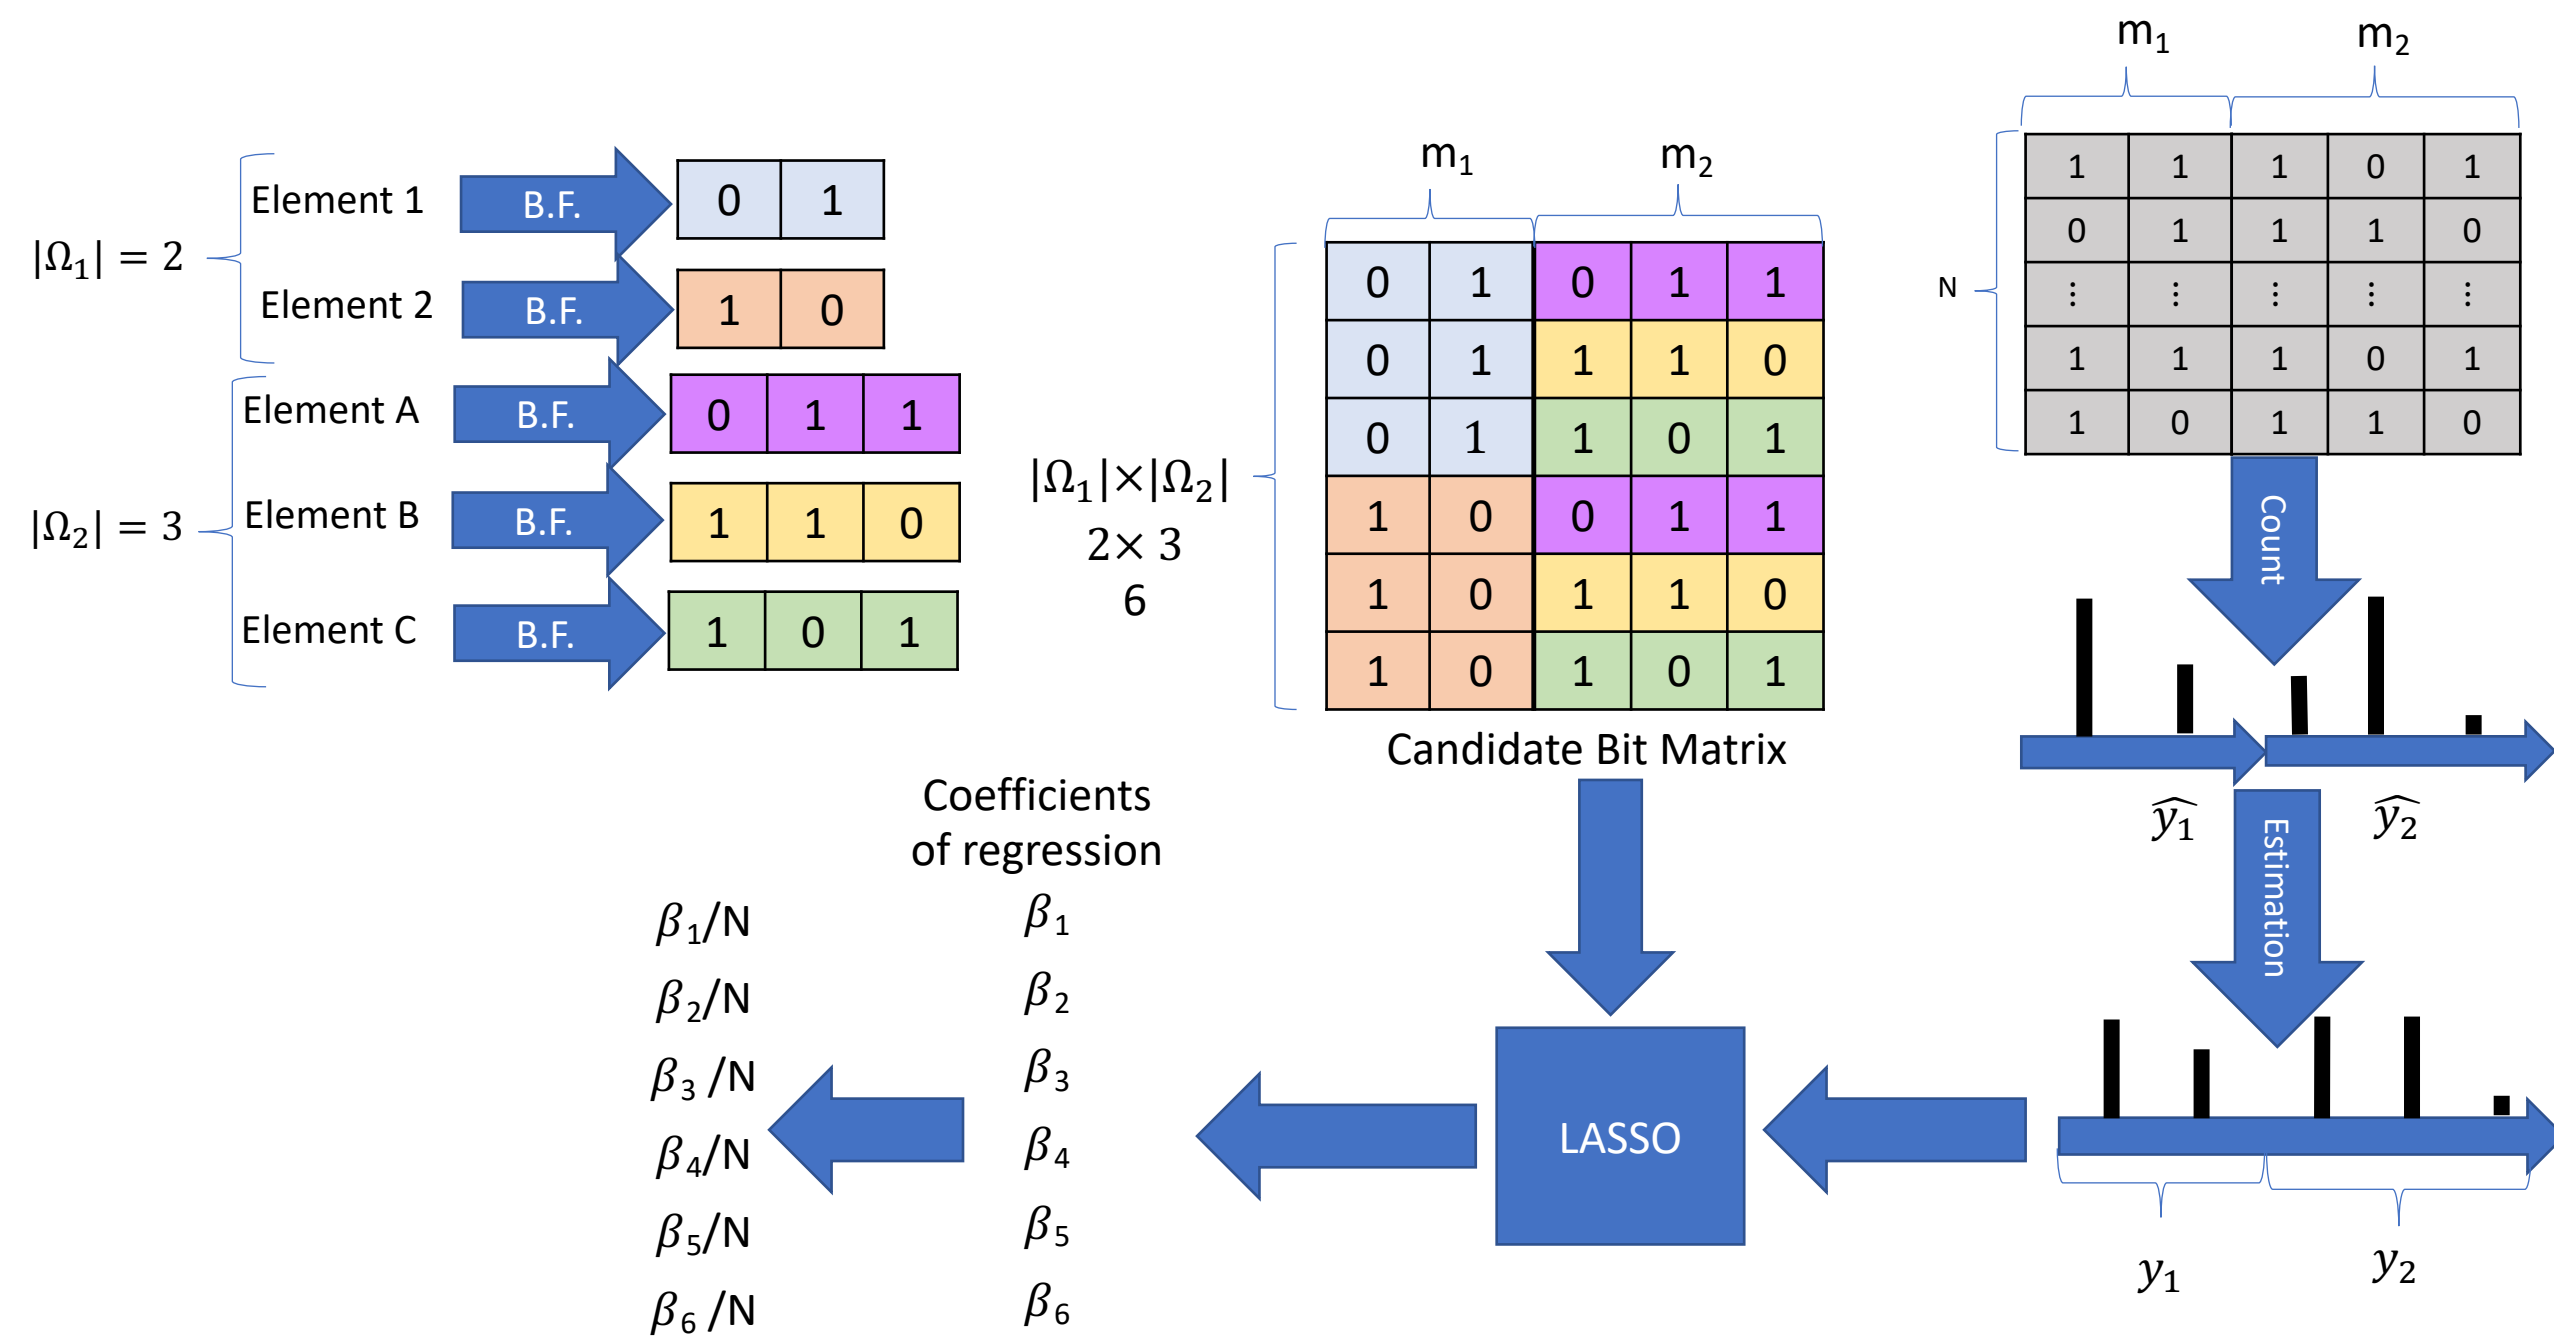 |Ω₁| = 2
Element 1 B.F. 0 1
Element 2 B.F. 1 0
|Ω₂| = 3
Element A B.F. 0 1 1
Element B B.F. 1 1 0
Element C B.F. 1 0 1
m₁ m₂
|Ω₁|×|Ω₂|
2× 3
6
0 1 0 1 1
0 1 1 1 0
0 1 1 0 1
1 0 0 1 1
1 0 1 1 0
1 0 1 0 1
Candidate Bit Matrix
m₁ m₂
N
1 1 1 0 1
0 1 1 1 0
⋮ ⋮ ⋮ ⋮ ⋮
1 1 1 0 1
1 0 1 1 0
Count
ŷ₁ ŷ₂
Estimation
y₁ y₂
LASSO
Coefficients
of regression
β₁
β₂
β₃
β₄
β₅
β₆
β₁/N
β₂/N
β₃ /N
β₄/N
β₅/N
β₆ /N